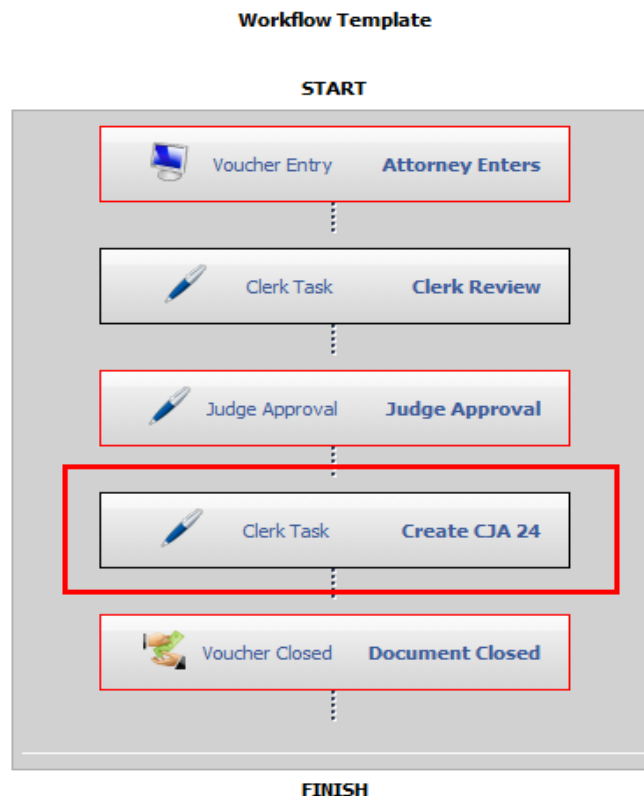 Workflow Template
START
Voucher Entry Attorney Enters
Clerk Task Clerk Review
Judge Approval Judge Approval
Clerk Task Create CJA 24
Voucher Closed Document Closed
FINISH